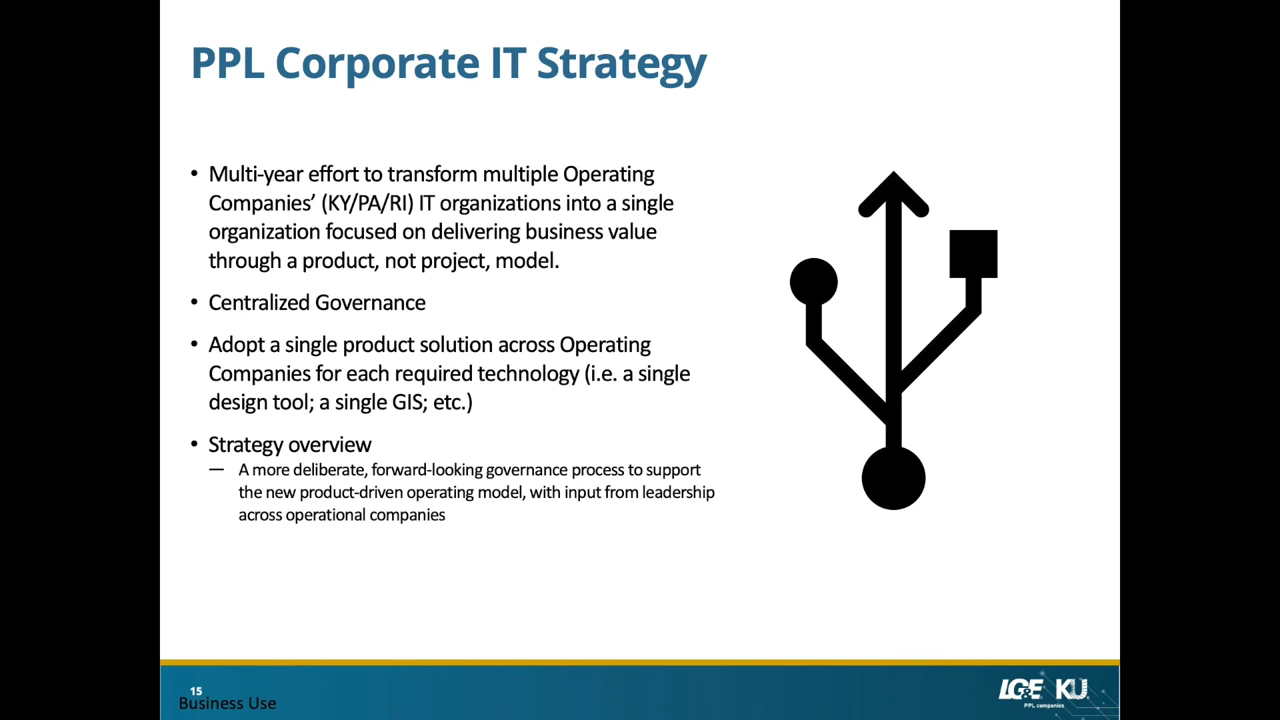 PPL Corporate IT Strategy
• Multi-year effort to transform multiple Operating
Companies’ (KY/PA/RI) IT organizations into a single
organization focused on delivering business value
through a product, not project, model.
• Centralized Governance
• Adopt a single product solution across Operating
Companies for each required technology (i.e. a single
design tool; a single GIS; etc.)
• Strategy overview
— A more deliberate, forward-looking governance process to support
the new product-driven operating model, with input from leadership
across operational companies
15
Business Use
LG&E KU
PPL companies